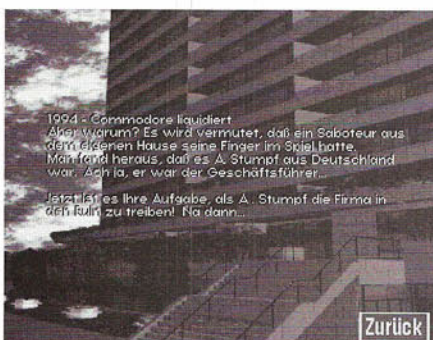 1994 - Commodore liquidiert
Aber warum? Es wird vermutet, daß ein Saboteur aus
dem eigenen Hause seine Finger im Spiel hatte.
Man fand heraus, daß es A. Stumpf aus Deutschland
war. Ach ja, er war der Geschäftsführer...
Jetzt ist es Ihre Aufgabe, als A. Stumpf die Firma in
den Ruin zu treiben! Na dann...
Zurück